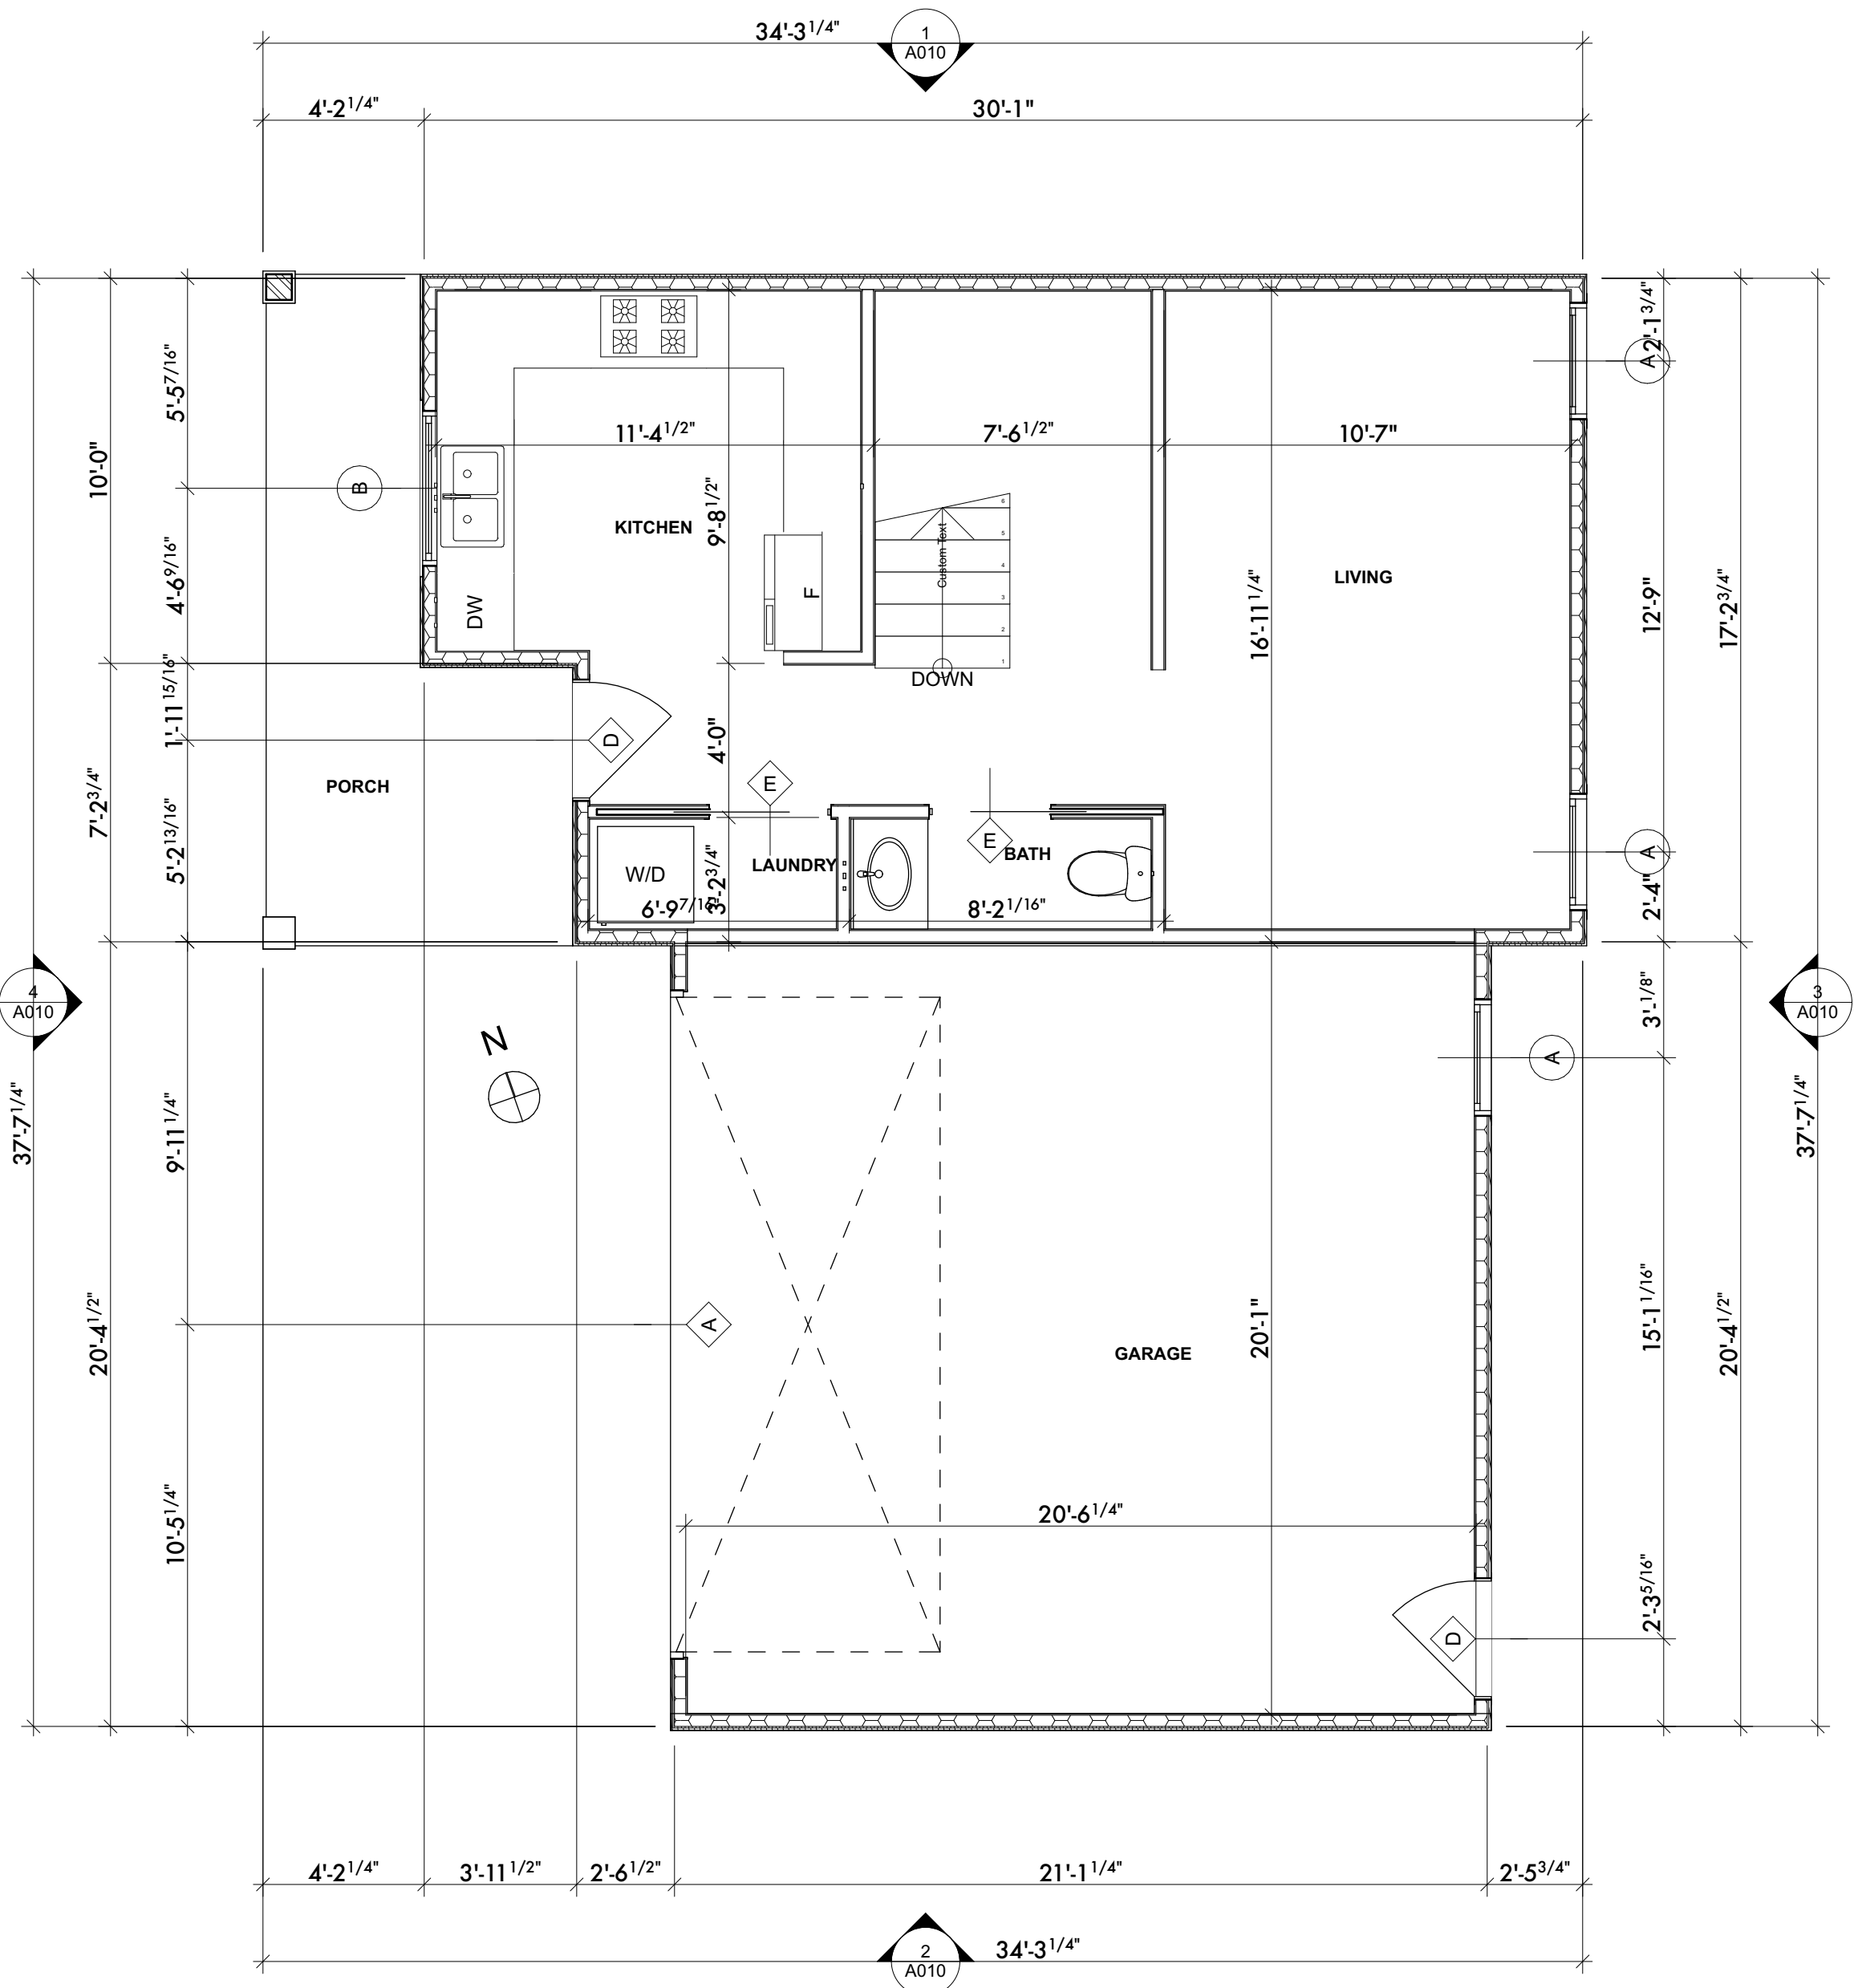 34'-3 1/4"
1
A010
4'-2 1/4"
30'-1"
2'-1 3/4"
A
5'-5 7/16"
10'-0"
11'-4 1/2"
7'-6 1/2"
10'-7"
B
9'-8 1/2"
KITCHEN
6
5
4
3
2
1
Custom Text
DOWN
LIVING
F
DW
4'-6 9/16"
16'-11 1/4"
12'-9"
17'-2 3/4"
1'-11 15/16"
D
4'-0"
PORCH
E
7'-2 3/4"
5'-2 13/16"
W/D
LAUNDRY
3'-2 3/4"
E
BATH
A
6'-9 7/16"
8'-2 1/16"
2'-4"
4
A010
3
A010
3'-1/8"
N
A
37'-7 1/4"
9'-11 1/4"
37'-7 1/4"
20'-4 1/2"
A
20'-1"
GARAGE
15'-1 1/16"
20'-4 1/2"
10'-5 1/4"
20'-6 1/4"
2'-3 5/16"
D
4'-2 1/4"
3'-11 1/2"
2'-6 1/2"
21'-1 1/4"
2'-5 3/4"
2
A010
34'-3 1/4"